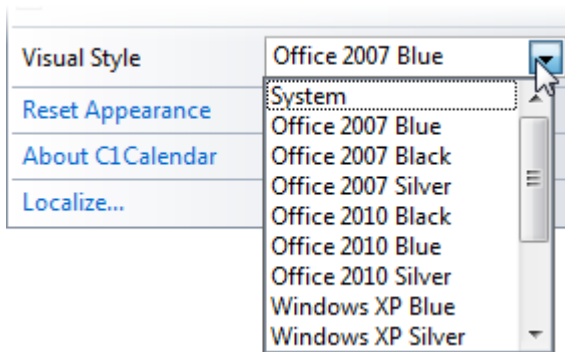 Visual Style
Office 2007 Blue
Reset Appearance
About C1Calendar
Localize...
System
Office 2007 Blue
Office 2007 Black
Office 2007 Silver
Office 2010 Black
Office 2010 Blue
Office 2010 Silver
Windows XP Blue
Windows XP Silver